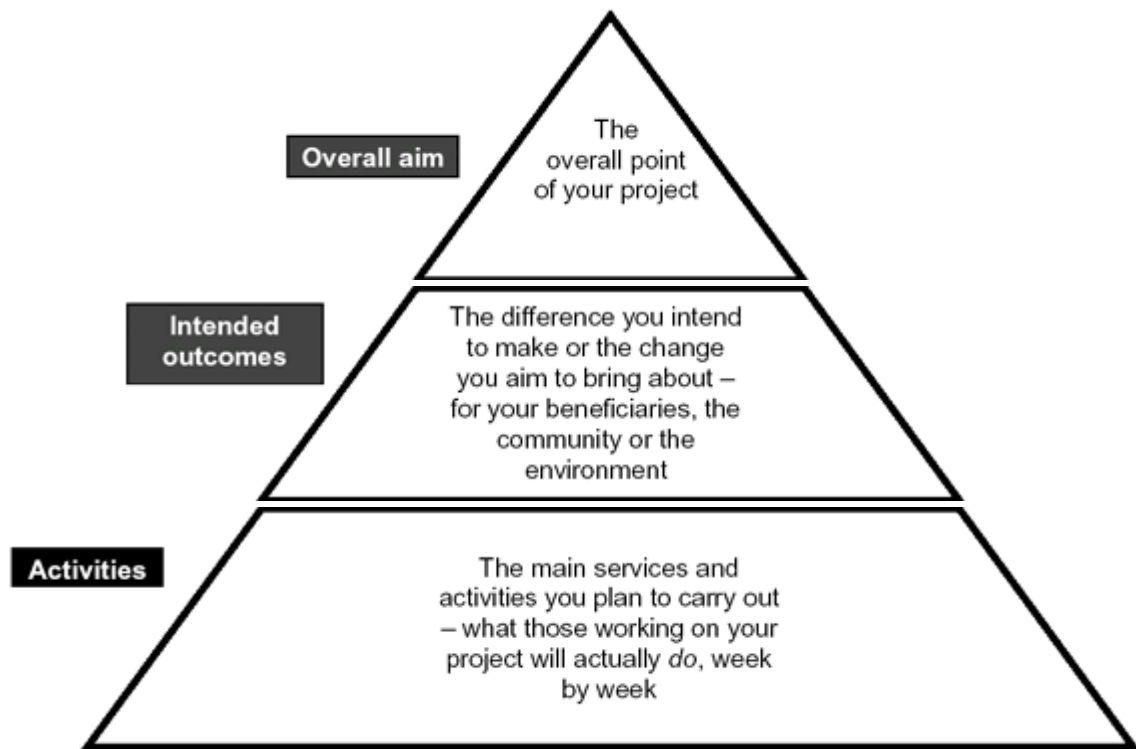 Overall aim
The
overall point
of your project
Intended
outcomes
The difference you intend
to make or the change
you aim to bring about –
for your beneficiaries, the
community or the
environment
Activities
The main services and
activities you plan to carry out
– what those working on your
project will actually do, week
by week